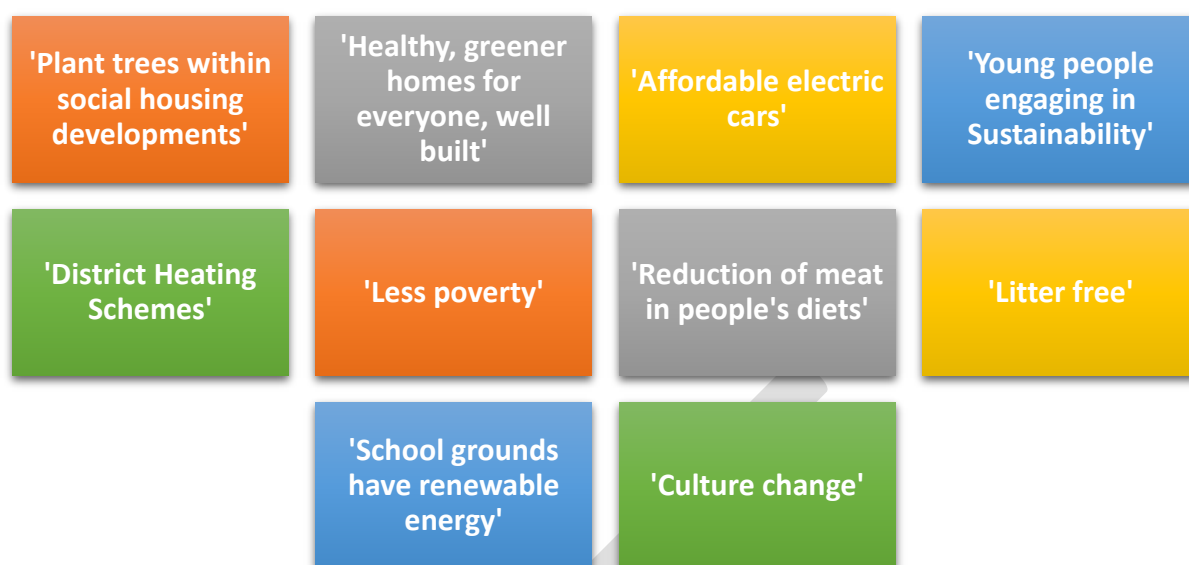 'Plant trees within
social housing
developments'
'Healthy, greener
homes for
everyone, well
built'
'Affordable electric
cars'
'Young people
engaging in
Sustainability'
'District Heating
Schemes'
'Less poverty'
'Reduction of meat
in people's diets'
'Litter free'
'School grounds
have renewable
energy'
'Culture change'